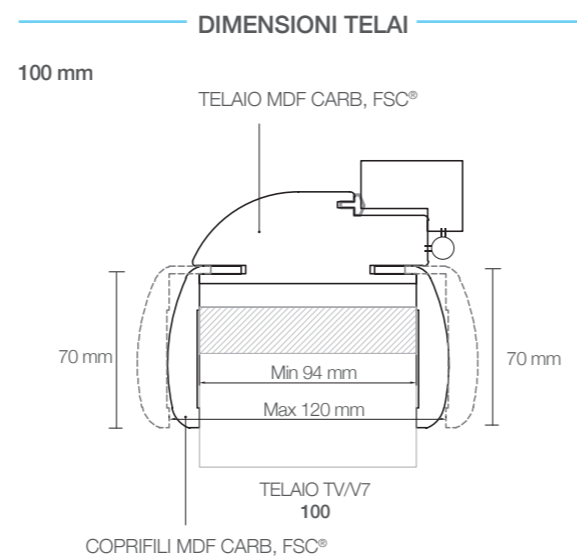 DIMENSIONI TELAI
100 mm
TELAIO MDF CARB, FSC®
70 mm
70 mm
Min 94 mm
Max 120 mm
TELAIO TV/V7
100
COPRIFILI MDF CARB, FSC®